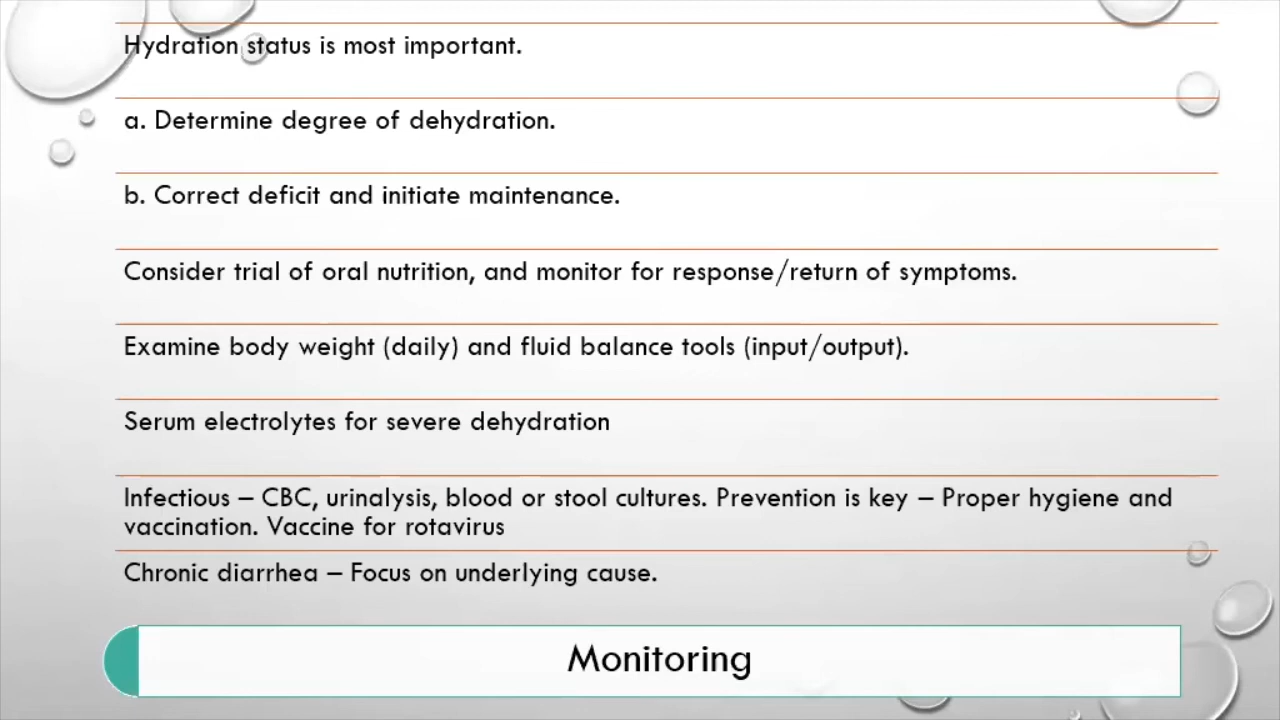 Hydration status is most important.
a. Determine degree of dehydration.
b. Correct deficit and initiate maintenance.
Consider trial of oral nutrition, and monitor for response/return of symptoms.
Examine body weight (daily) and fluid balance tools (input/output).
Serum electrolytes for severe dehydration
Infectious – CBC, urinalysis, blood or stool cultures. Prevention is key – Proper hygiene and
vaccination. Vaccine for rotavirus
Chronic diarrhea – Focus on underlying cause.
Monitoring